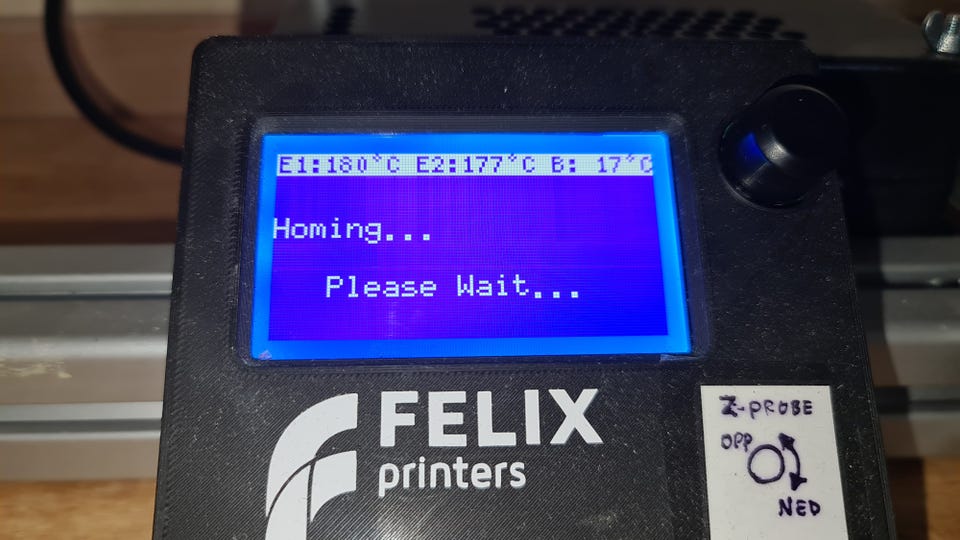 E1:180°C E2:177°C B: 17°C
Homing...
Please Wait...
FELIX
printers
Z-PROBE
OPP
NED